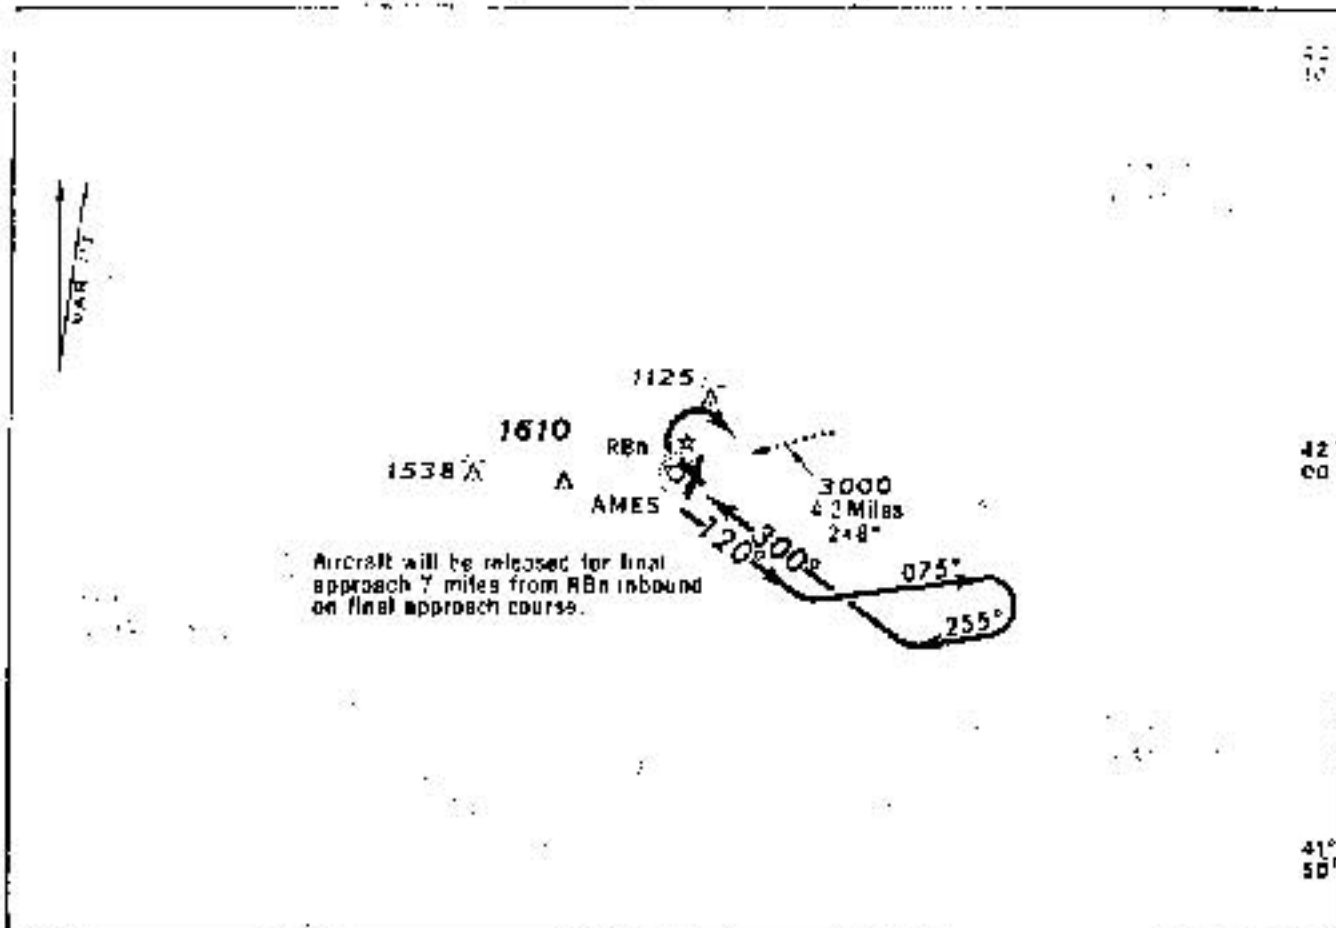 1125
1610
RBn
1538
AMES
3000
Miles
120°
300°
075°
255°
Aircraft will be released for final
approach 7 miles from RBn inbound
on final approach course.
VAR
42
00
41°
50'